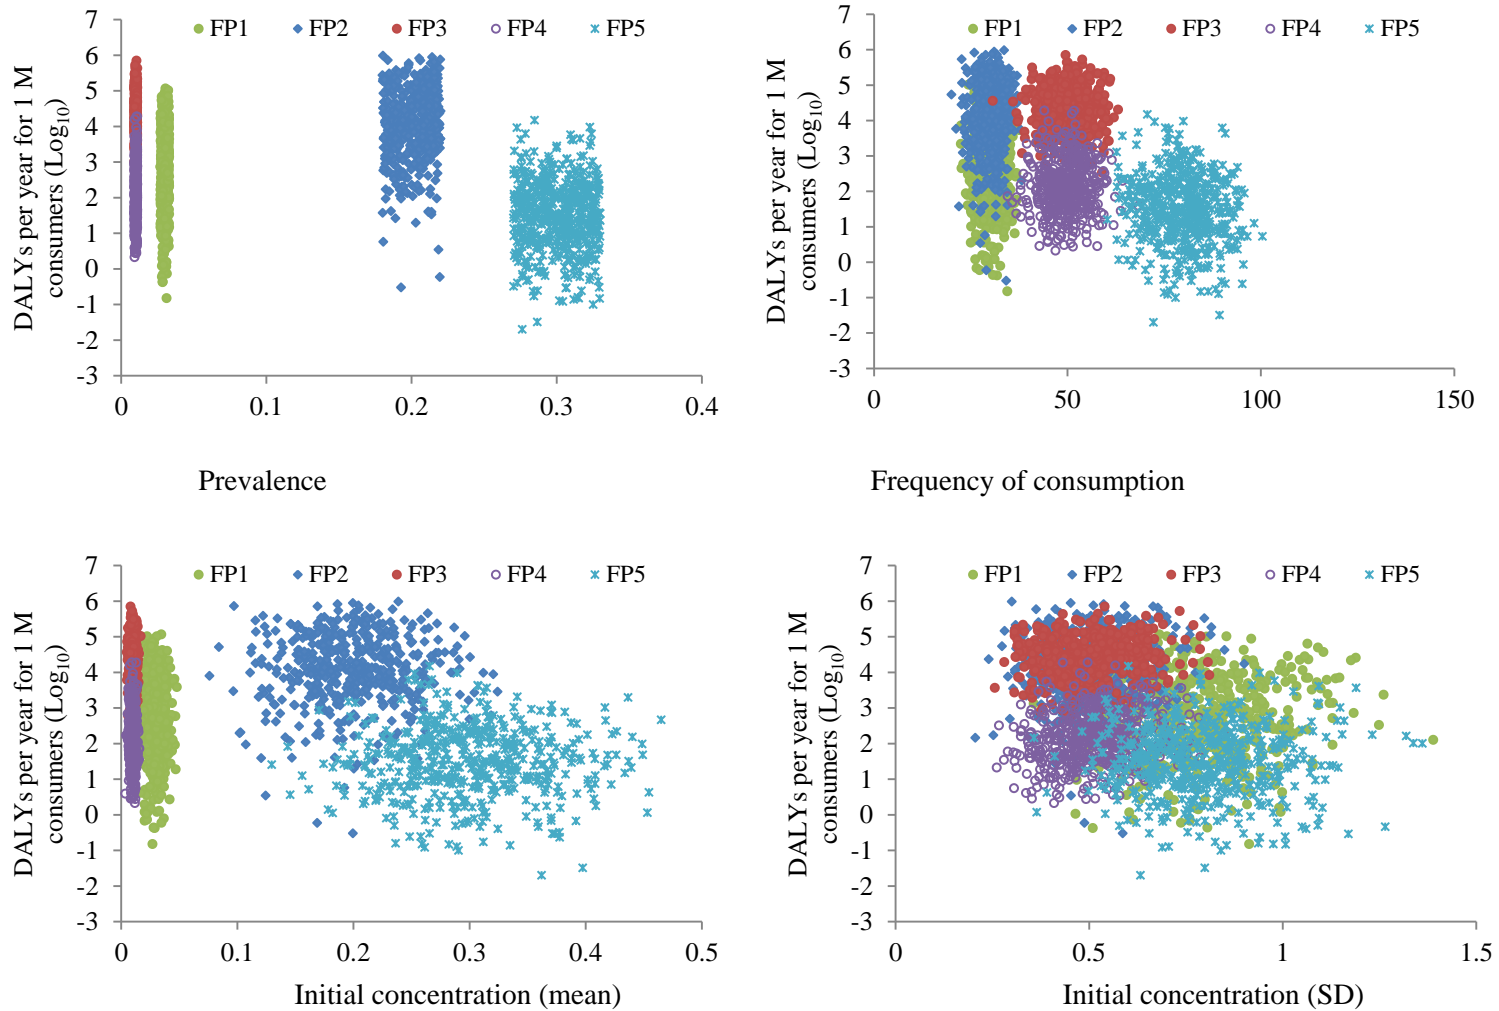 DALYs per year for 1 M
consumers (Log10)
FP1 FP2 FP3 FP4 FP5
7
6
5
4
3
2
1
0
-1
-2
-3
0 0.1 0.2 0.3 0.4
Prevalence
DALYs per year for 1 M
consumers (Log10)
FP1 FP2 FP3 FP4 FP5
7
6
5
4
3
2
1
0
-1
-2
-3
0 50 100 150
Frequency of consumption
DALYs per year for 1 M
consumers (Log10)
FP1 FP2 FP3 FP4 FP5
7
6
5
4
3
2
1
0
-1
-2
-3
0 0.1 0.2 0.3 0.4 0.5
Initial concentration (mean)
DALYs per year for 1 M
consumers (Log10)
FP1 FP2 FP3 FP4 FP5
7
6
5
4
3
2
1
0
-1
-2
-3
0 0.5 1 1.5
Initial concentration (SD)